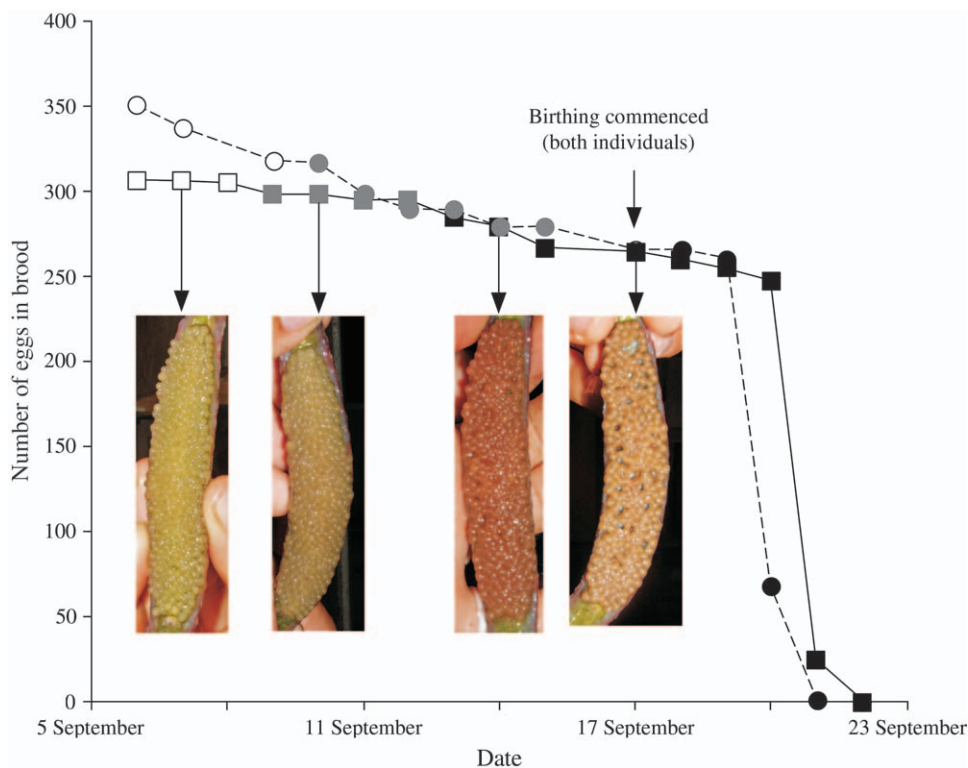 400
350
300
250
200
150
100
50
0
Number of eggs in brood
Birthing commenced
(both individuals)
5 September
11 September
17 September
23 September
Date